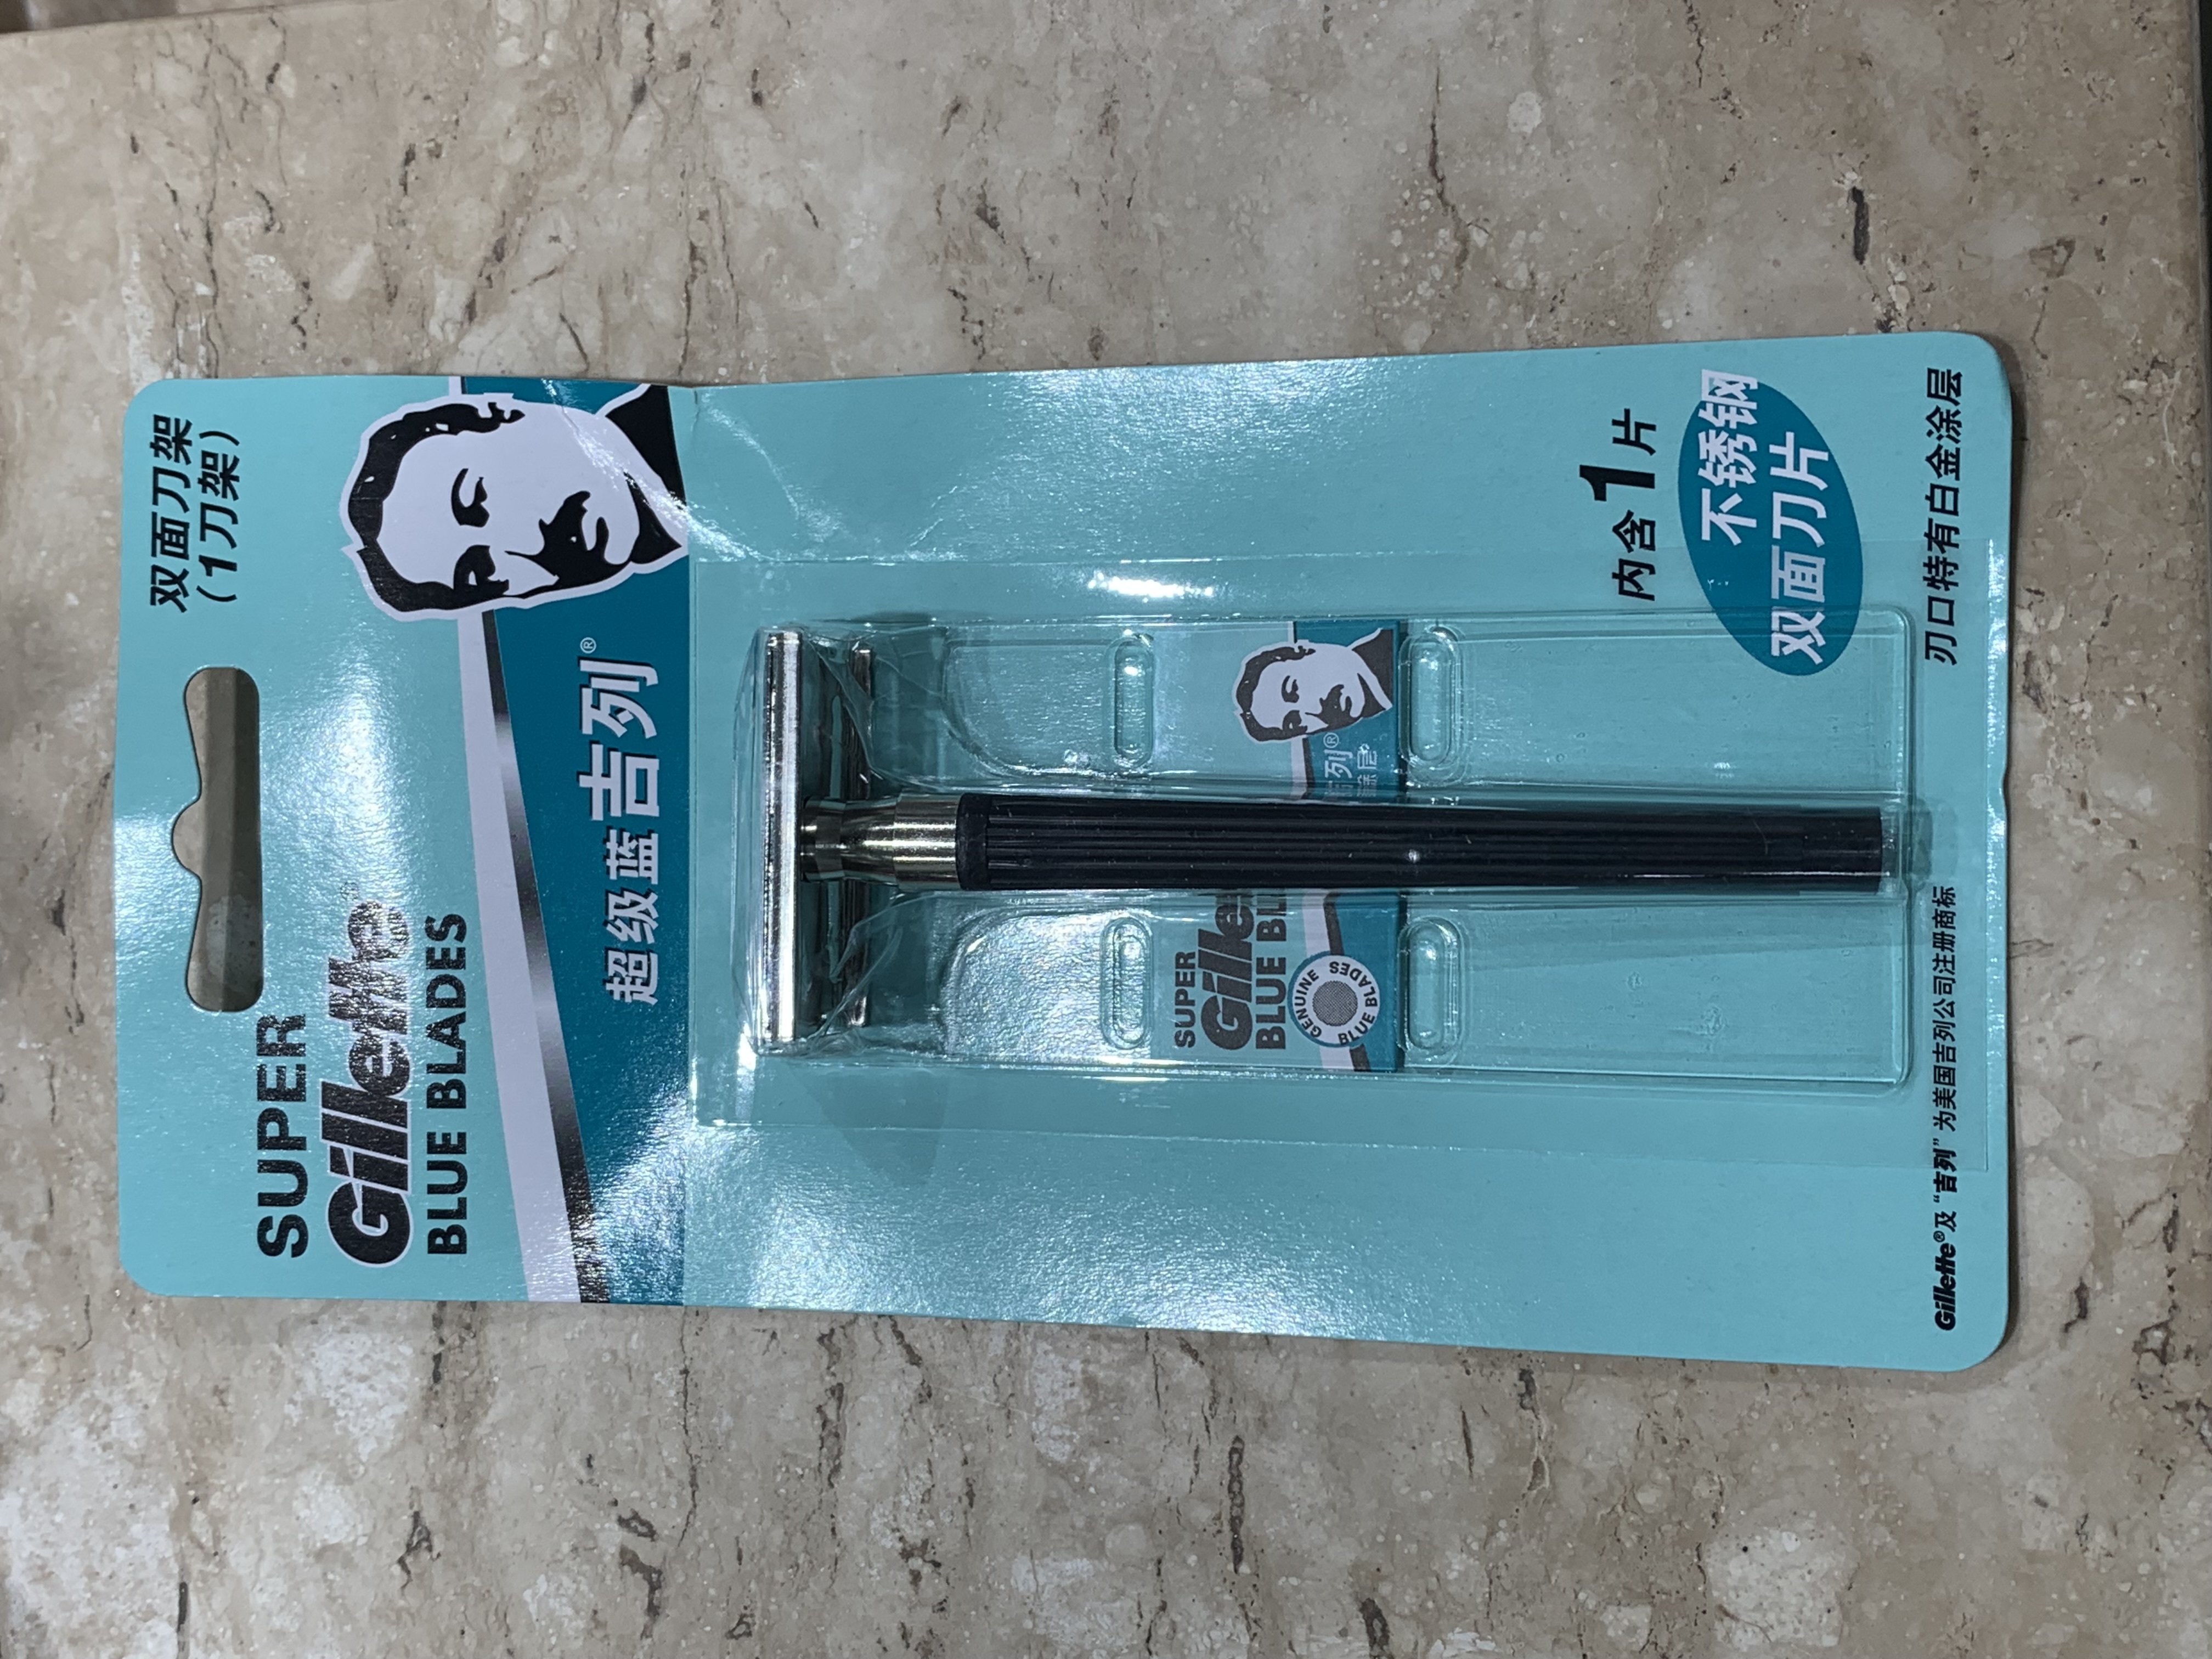 双面刀架
（1刀架）
SUPER
Gillette®
BLUE BLADES
超级蓝吉列®
SUPER
BLUE
GENUINE
BLUE BLADES
列®
内含1片
不锈钢
双面刀片
刃口特有白金涂层
Gillette®及“吉列”为美国吉列公司注册商标